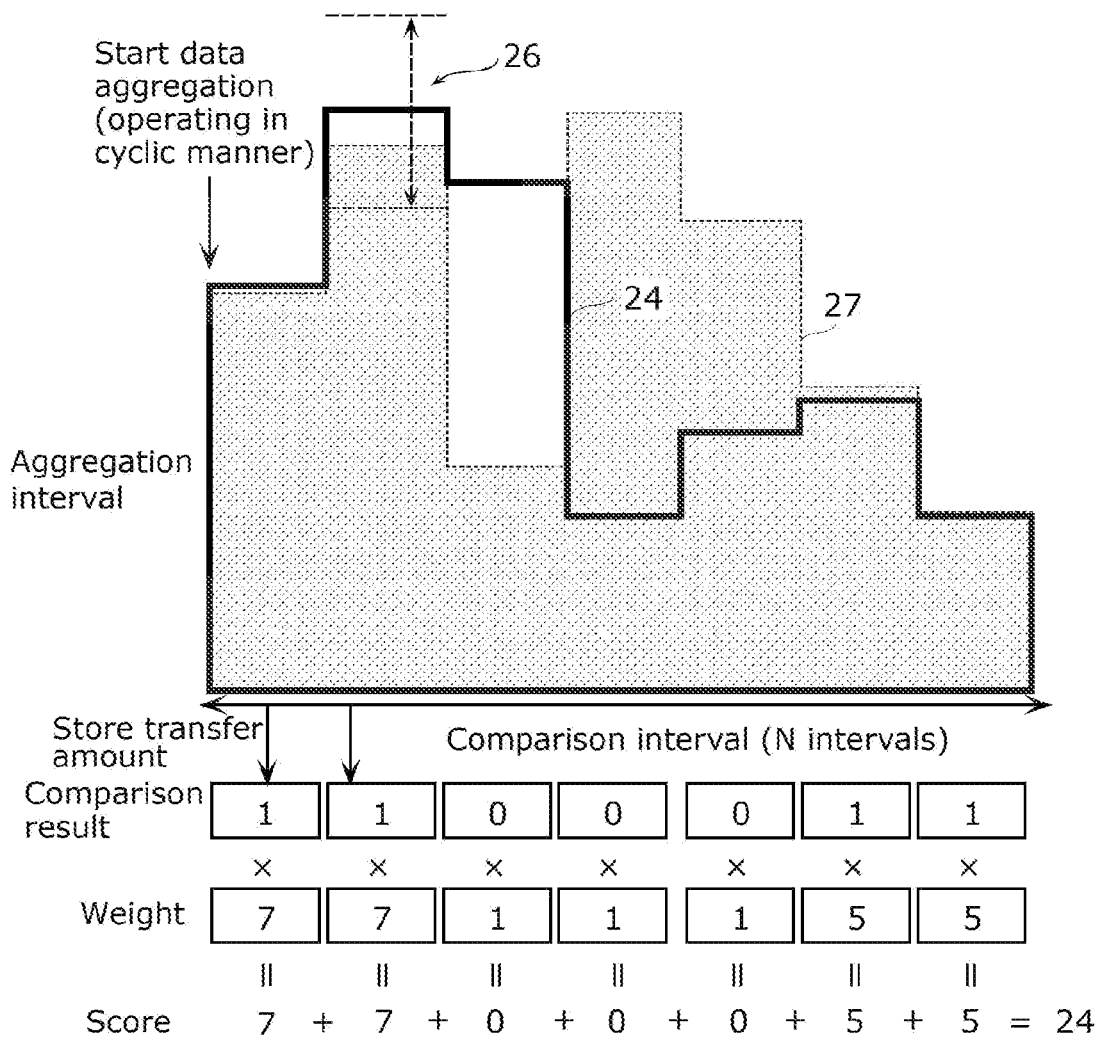 Start data
aggregation
(operating in
cyclic manner)
26
24
27
Aggregation
interval
Store transfer
amount
Comparison interval (N intervals)
Comparison
result
1 1 0 0 0 1 1
× × × × × × ×
Weight 7 7 1 1 1 5 5
= = = = = = =
Score 7 + 7 + 0 + 0 + 0 + 5 + 5 = 24